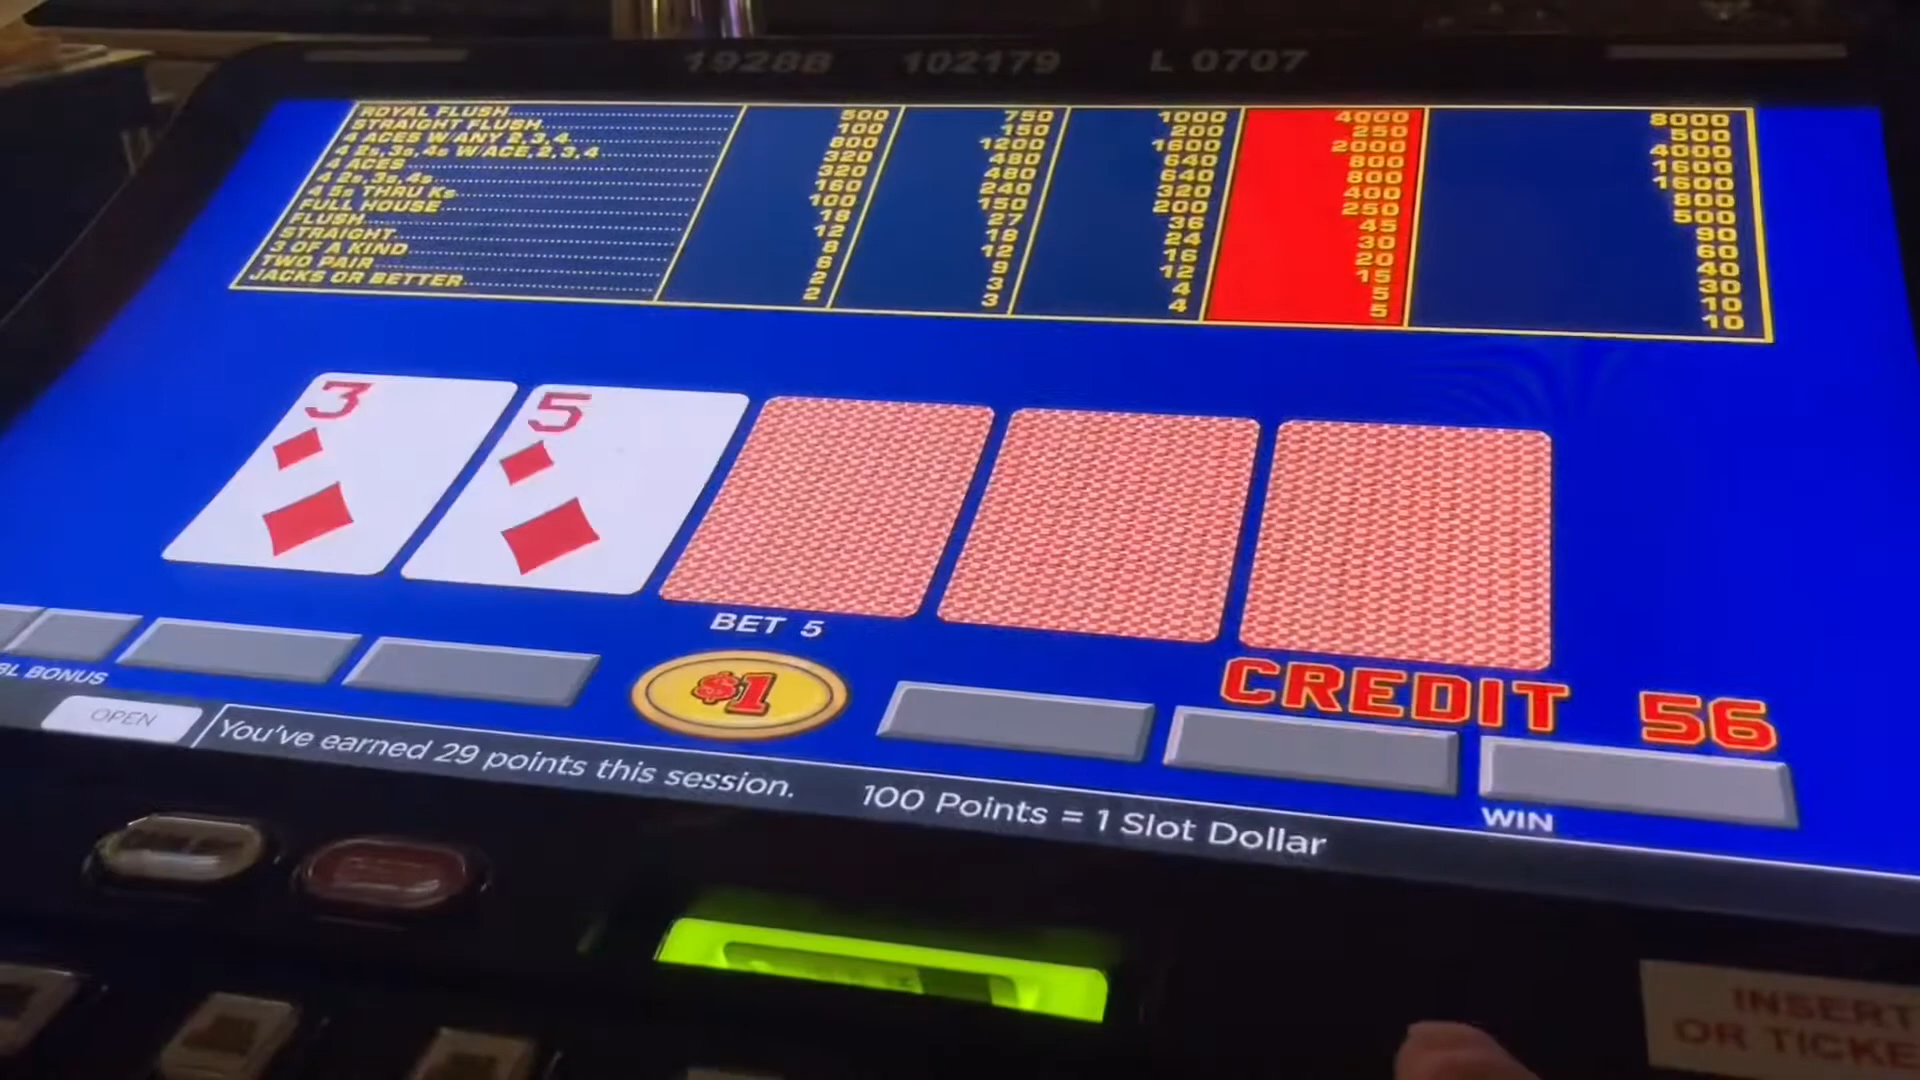 19288 102179 L 0707
ROYAL FLUSH 500 750 1000 4000 8000
STRAIGHT FLUSH 100 150 200 250 500
4 ACES W/ANY 2,3,4 800 1200 1600 2000 4000
4 2s,3s,4s W/ACE,2,3,4 320 480 640 800 1600
4 ACES 320 480 640 800 1600
4 2s,3s,4s 160 240 320 400 800
4 5s THRU Ks 100 150 200 250 500
FULL HOUSE 18 27 36 45 90
FLUSH 12 18 24 30 60
STRAIGHT 8 12 16 20 40
3 OF A KIND 6 9 12 15 30
TWO PAIR 2 3 4 5 10
JACKS OR BETTER 2 3 4 5 10
3 5
BET 5
$1
CREDIT 56
BL BONUS
WIN
OPEN
You've earned 29 points this session. 100 Points = 1 Slot Dollar
INSERT
OR TICKE